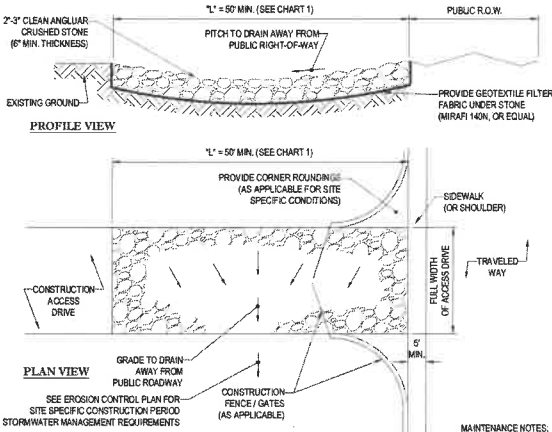 "L" = 50' MIN. (SEE CHART 1)
PUBLIC R.O.W.
2"-3" CLEAN ANGLUAR
CRUSHED STONE
(6" MIN. THICKNESS)
PITCH TO DRAIN AWAY FROM
PUBLIC RIGHT-OF-WAY
EXISTING GROUND
PROVIDE GEOTEXTILE FILTER
FABRIC UNDER STONE
(MIRAFI 140N, OR EQUAL)
PROFILE VIEW
"L" = 50' MIN. (SEE CHART 1)
PROVIDE CORNER ROUNDINGS
(AS APPLICABLE FOR SITE
SPECIFIC CONDITIONS)
SIDEWALK
(OR SHOULDER)
TRAVELED
WAY
FULL WIDTH
OF ACCESS DRIVE
CONSTRUCTION
ACCESS
DRIVE
5'
MIN.
GRADE TO DRAIN
AWAY FROM
PUBLIC ROADWAY
PLAN VIEW
SEE EROSION CONTROL PLAN FOR
SITE SPECIFIC CONSTRUCTION PERIOD
STORMWATER MANAGEMENT REQUIREMENTS
CONSTRUCTION
FENCE / GATES
(AS APPLICABLE)
MAINTENANCE NOTES: